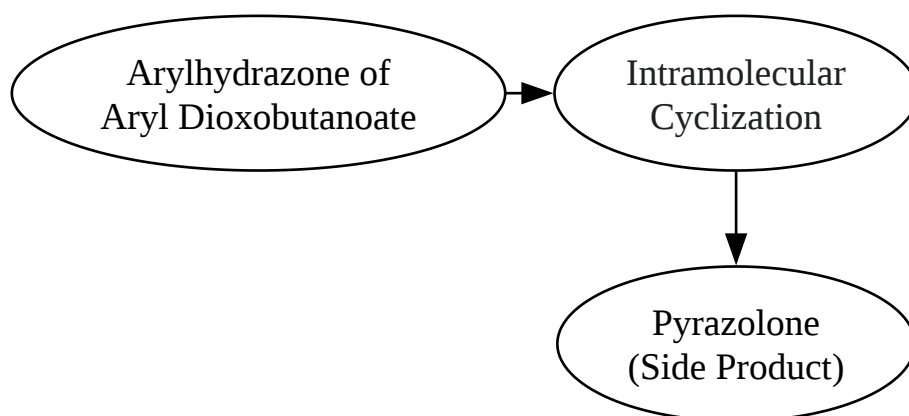 Arylhydrazone of
Aryl Dioxobutanoate
Intramolecular
Cyclization
Pyrazolone
(Side Product)